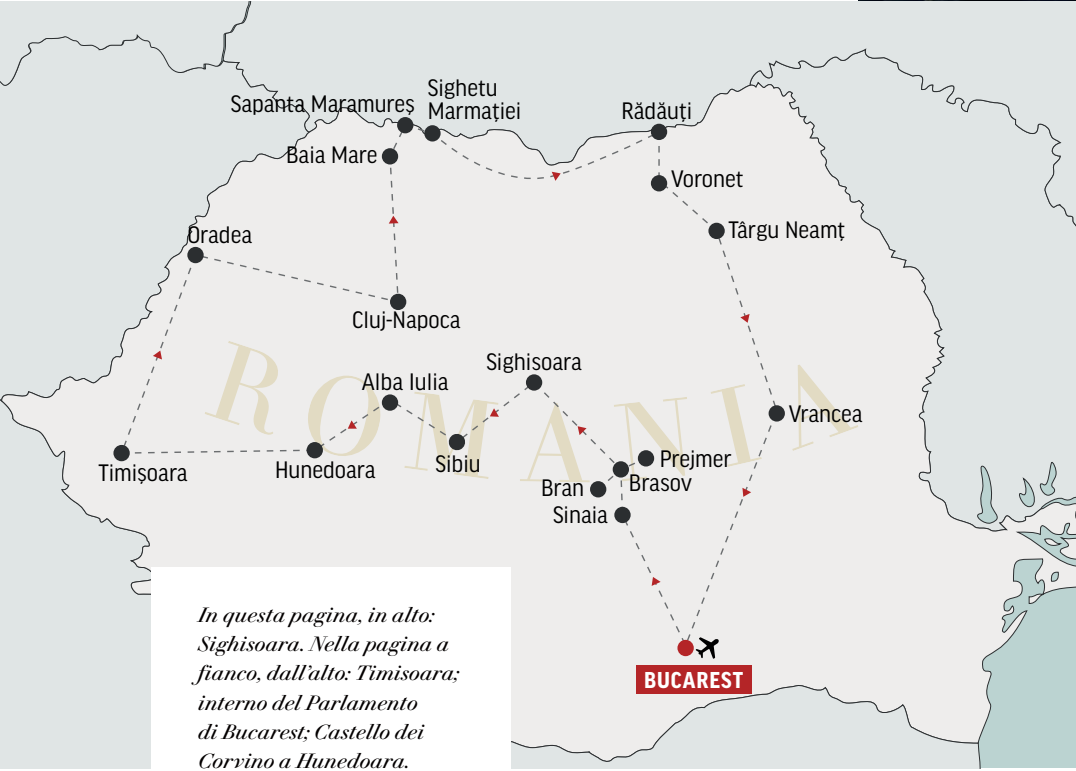 Sighetu
Sapanta Maramureş
Marmației
Rădăuți
Baia Mare
Voronet
Târgu Neamț
Oradea
Cluj-Napoca
ROMANIA
Sighisoara
Alba Iulia
Vrancea
Sibiu
Hunedoara
Timişoara
Prejmer
Brasov
Bran
Sinaia
BUCAREST
In questa pagina, in alto:
Sighisoara. Nella pagina a
fianco, dall'alto: Timisoara;
interno del Parlamento
di Bucarest; Castello dei
Corvino a Hunedoara.